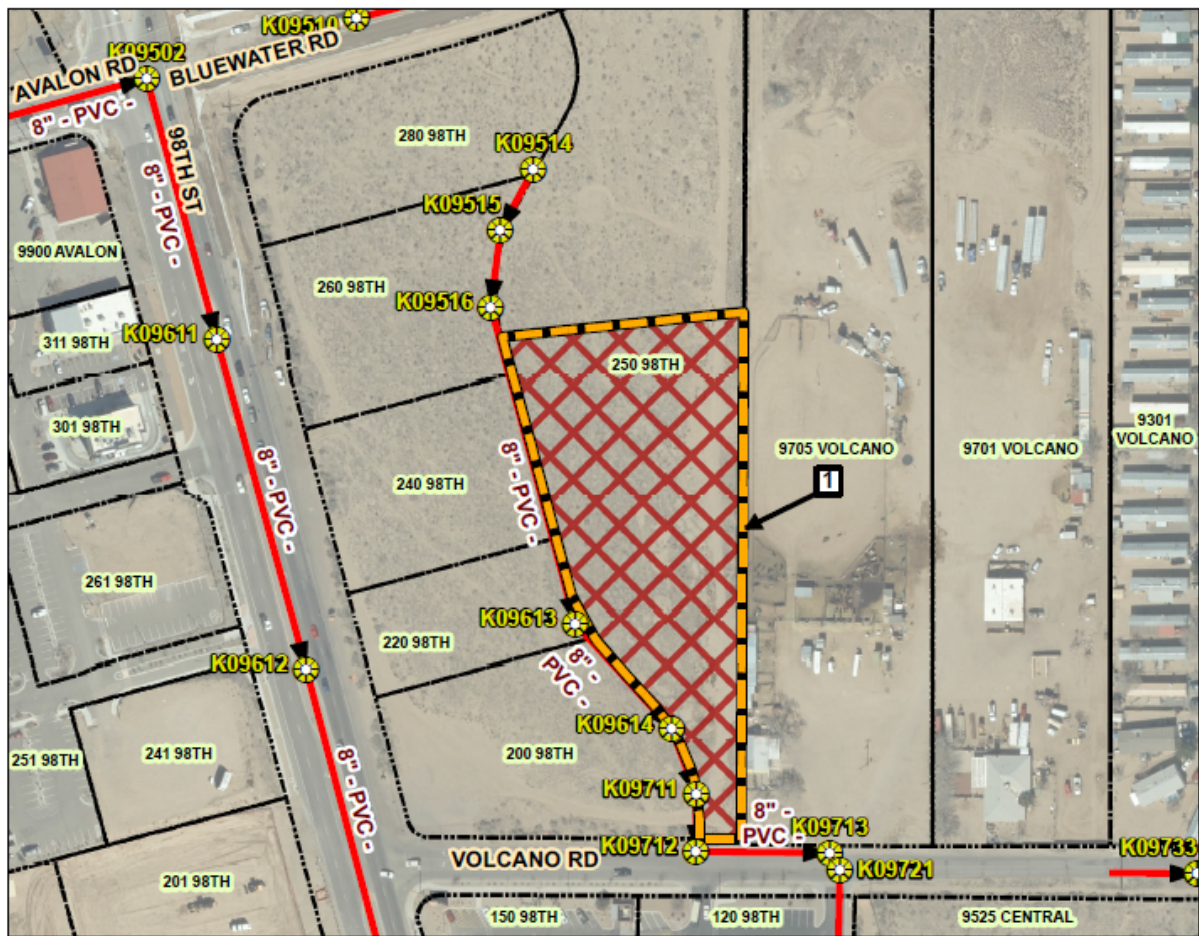 K09510
K09502
AVALON RD
BLUEWATER RD
8" - PVC -
98TH ST
280 98TH
K09514
8" - PVC -
K09515
9900 AVALON
260 98TH
K09516
K09611
311 98TH
250 98TH
301 98TH
9705 VOLCANO
9701 VOLCANO
9301
VOLCANO
8" - PVC -
8" - PVC -
240 98TH
1
261 98TH
K09613
220 98TH
8" -
PVC -
K09612
K09614
251 98TH
241 98TH
200 98TH
8" - PVC -
K09711
8" -
PVC -
K09712
K09713
VOLCANO RD
K09721
K09733
201 98TH
150 98TH
120 98TH
9525 CENTRAL